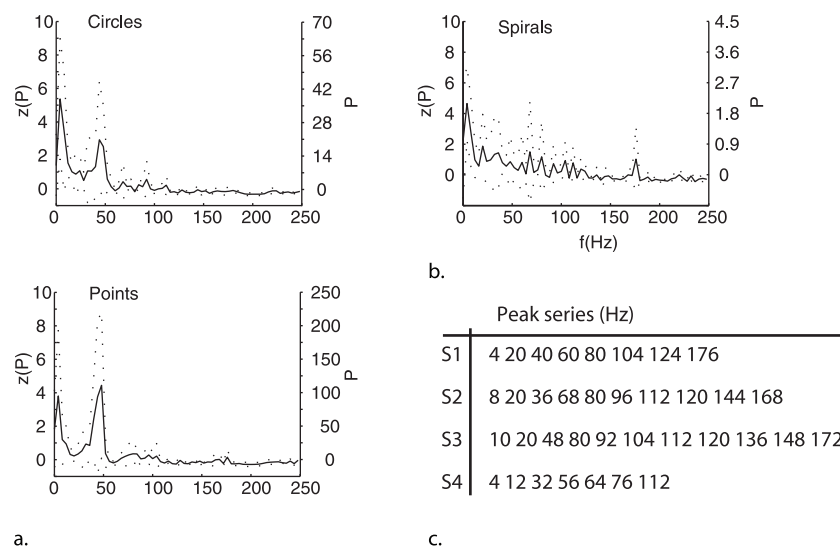 Circles
10
8
6
4
2
0
z(P)
70
56
42
28
14
0
P
0 50 100 150 200 250
Spirals
10
8
6
4
2
0
z(P)
4.5
3.6
2.7
1.8
0.9
0
P
0 50 100 150 200 250
f(Hz)
b.
Points
10
8
6
4
2
0
z(P)
250
200
150
100
50
0
P
0 50 100 150 200 250
a.
Peak series (Hz)
S1 4 20 40 60 80 104 124 176
S2 8 20 36 68 80 96 112 120 144 168
S3 10 20 48 80 92 104 112 120 136 148 172
S4 4 12 32 56 64 76 112
c.